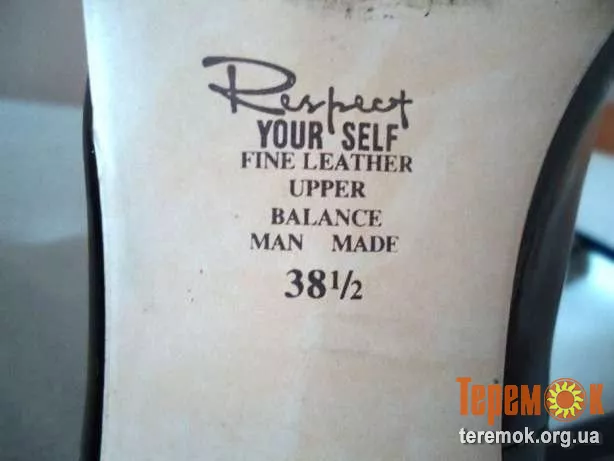 Respect
YOUR SELF
FINE LEATHER
UPPER
BALANCE
MAN MADE
38½
Теремок
teremok.org.ua